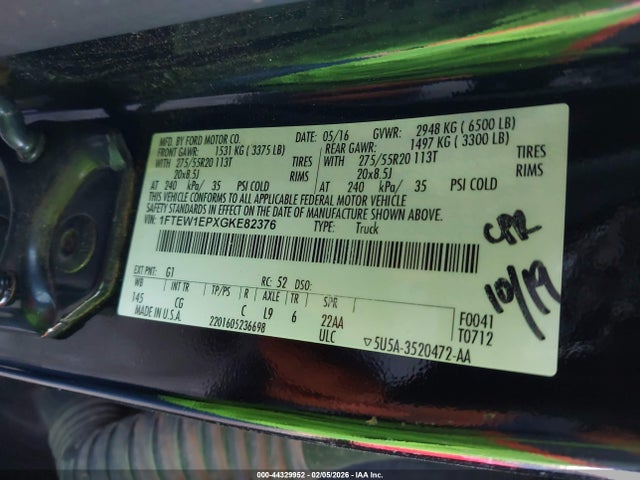 MFD. BY FORD MOTOR CO. DATE: 05/16 GVWR: 2948 KG ( 6500 LB)
FRONT GAWR: 1531 KG ( 3375 LB) REAR GAWR: 1497 KG ( 3300 LB)
WITH 275/55R20 113T TIRES WITH 275/55R20 113T TIRES
20x8.5J RIMS 20x8.5J RIMS
AT 240 kPa/ 35 PSI COLD AT 240 kPa/ 35 PSI COLD
THIS VEHICLE CONFORMS TO ALL APPLICABLE FEDERAL MOTOR VEHICLE
SAFETY STANDARDS IN EFFECT ON THE DATE OF MANUFACTURE SHOWN ABOVE.
VIN: 1FTEW1EPXGKE82376 TYPE: Truck
CPR
10/19
EXT PNT: G1 RC: 52 DSO:
WB INT TR TP/PS R AXLE TR SPR
145 CG C L9 6 22AA F0041
MADE IN U.S.A. 2201605236698 ULC T0712
▽5U5A-3520472-AA
000-44329952 - 02/05/2026 - IAA Inc.